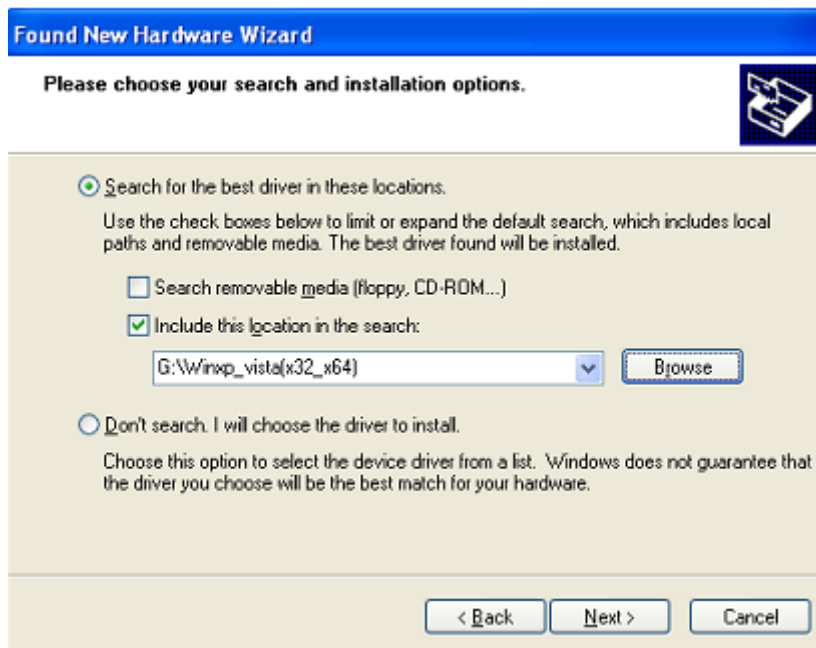 Found New Hardware Wizard
Please choose your search and installation options.
Search for the best driver in these locations.
Use the check boxes below to limit or expand the default search, which includes local
paths and removable media. The best driver found will be installed.
Search removable media (floppy, CD-ROM...)
Include this location in the search:
G:\Winxp_vista(x32_x64)
Browse
Don't search. I will choose the driver to install.
Choose this option to select the device driver from a list. Windows does not guarantee that
the driver you choose will be the best match for your hardware.
< Back
Next >
Cancel